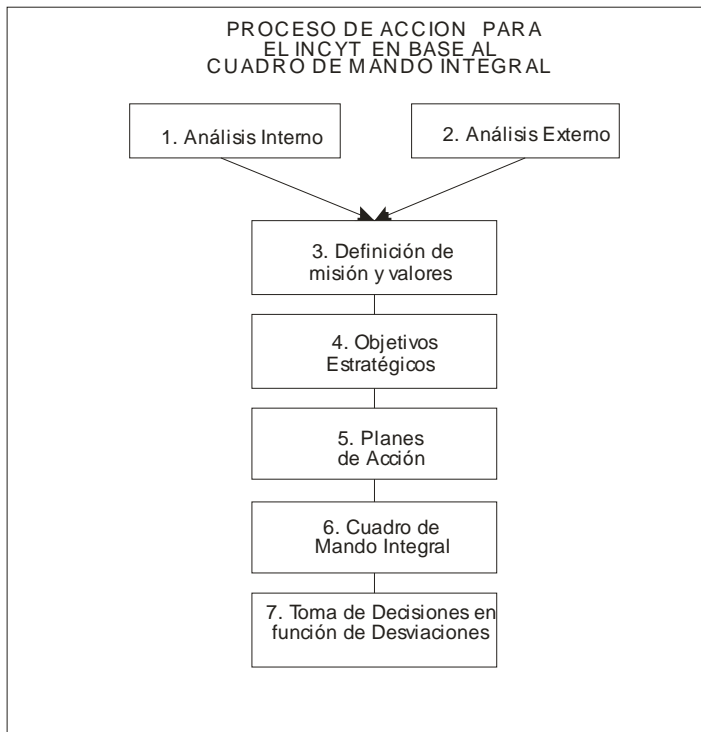 PROCESO DE ACCION PARA
EL INCYT EN BASE AL
CUADRO DE MANDO INTEGRAL
1. Análisis Interno
2. Análisis Externo
3. Definición de
misión y valores
4. Objetivos
Estratégicos
5. Planes
de Acción
6. Cuadro de
Mando Integral
7. Toma de Decisiones en
función de Desviaciones